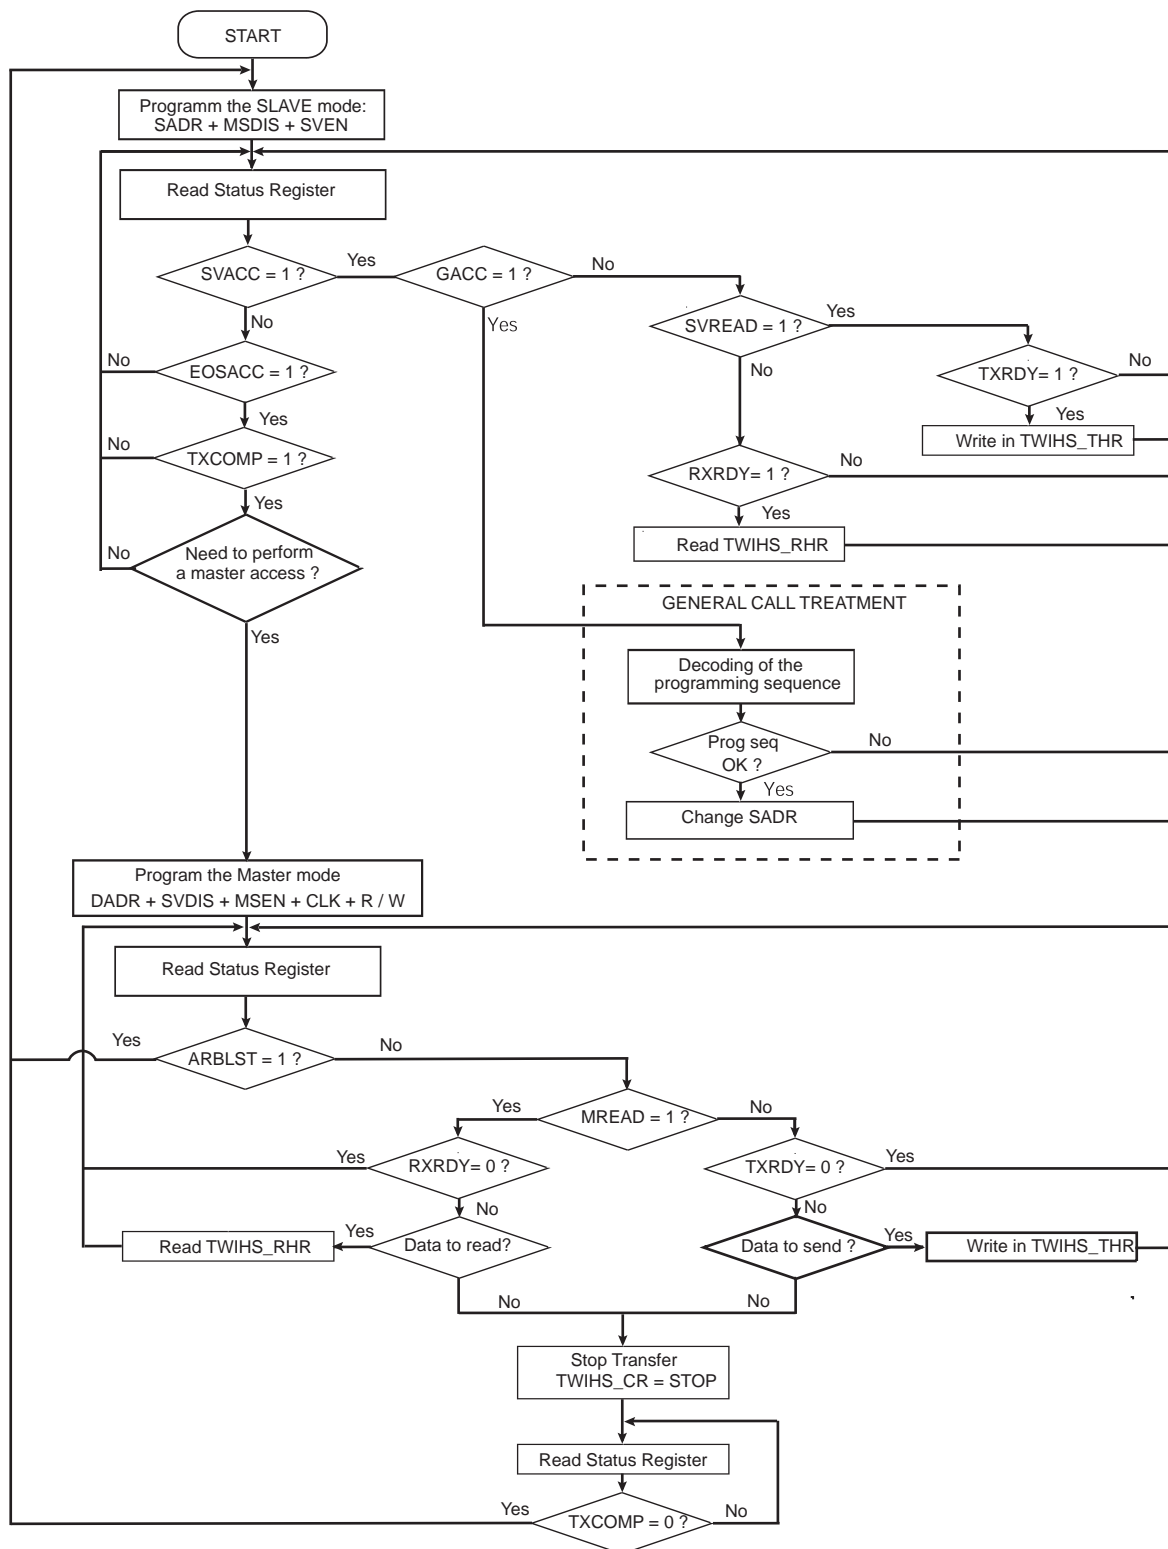 START
Programm the SLAVE mode:
SADR + MSDIS + SVEN
Read Status Register
SVACC = 1 ?
Yes
GACC = 1 ?
No
No
Yes
SVREAD = 1 ?
Yes
No
No
EOSACC = 1 ?
Yes
TXRDY= 1 ?
No
Yes
Write in TWIHS_THR
No
TXCOMP = 1 ?
Yes
RXRDY= 1 ?
No
Yes
Read TWIHS_RHR
No
Need to perform
a master access ?
Yes
GENERAL CALL TREATMENT
Decoding of the
programming sequence
Prog seq
OK ?
No
Yes
Change SADR
Program the Master mode
DADR + SVDIS + MSEN + CLK + R / W
Read Status Register
Yes
ARBLST = 1 ?
No
Yes
MREAD = 1 ?
No
Yes
RXRDY= 0 ?
No
TXRDY= 0 ?
Yes
No
Read TWIHS_RHR
Yes
Data to read?
No
Data to send ?
Yes
Write in TWIHS_THR
No
Stop Transfer
TWIHS_CR = STOP
Read Status Register
Yes
TXCOMP = 0 ?
No